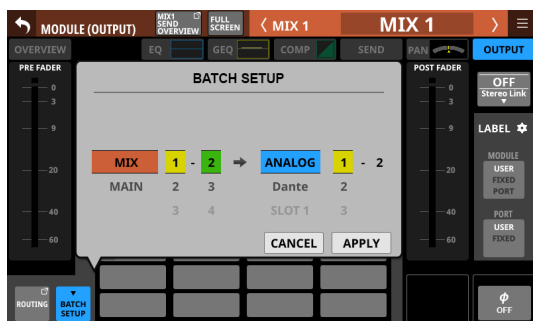 MODULE (OUTPUT)
MIX1 SEND OVERVIEW
FULL SCREEN
MIX 1
MIX 1
OVERVIEW
EQ
GEQ
COMP
SEND
PAN
OUTPUT
PRE FADER
0
3
9
20
40
60
BATCH SETUP
MIX 1 - 2 → ANALOG 1 - 2
MAIN 2 3 Dante 2
3 4 SLOT 1 3
CANCEL APPLY
POST FADER
0
3
9
20
40
60
OFF
Stereo Link
LABEL
MODULE
USER
FIXED
PORT
PORT
USER
FIXED
ROUTING
BATCH SETUP
φ
OFF